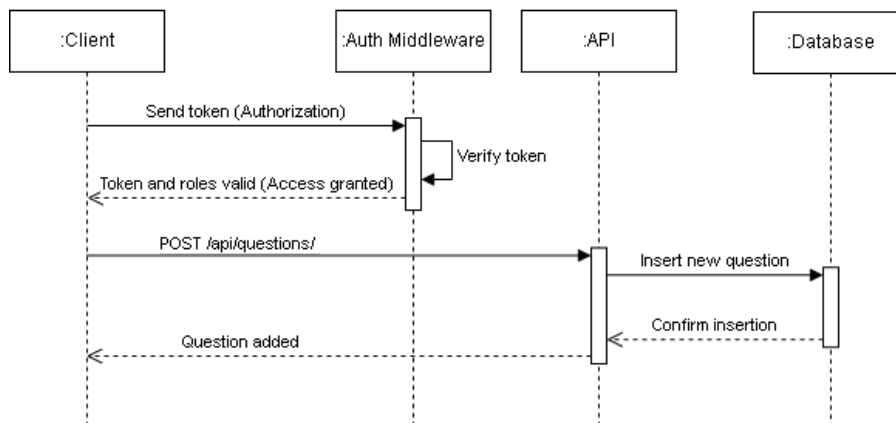 :Client
:Auth Middleware
:API
:Database
Send token (Authorization)
Verify token
Token and roles valid (Access granted)
POST /api/questions/
Insert new question
Confirm insertion
Question added